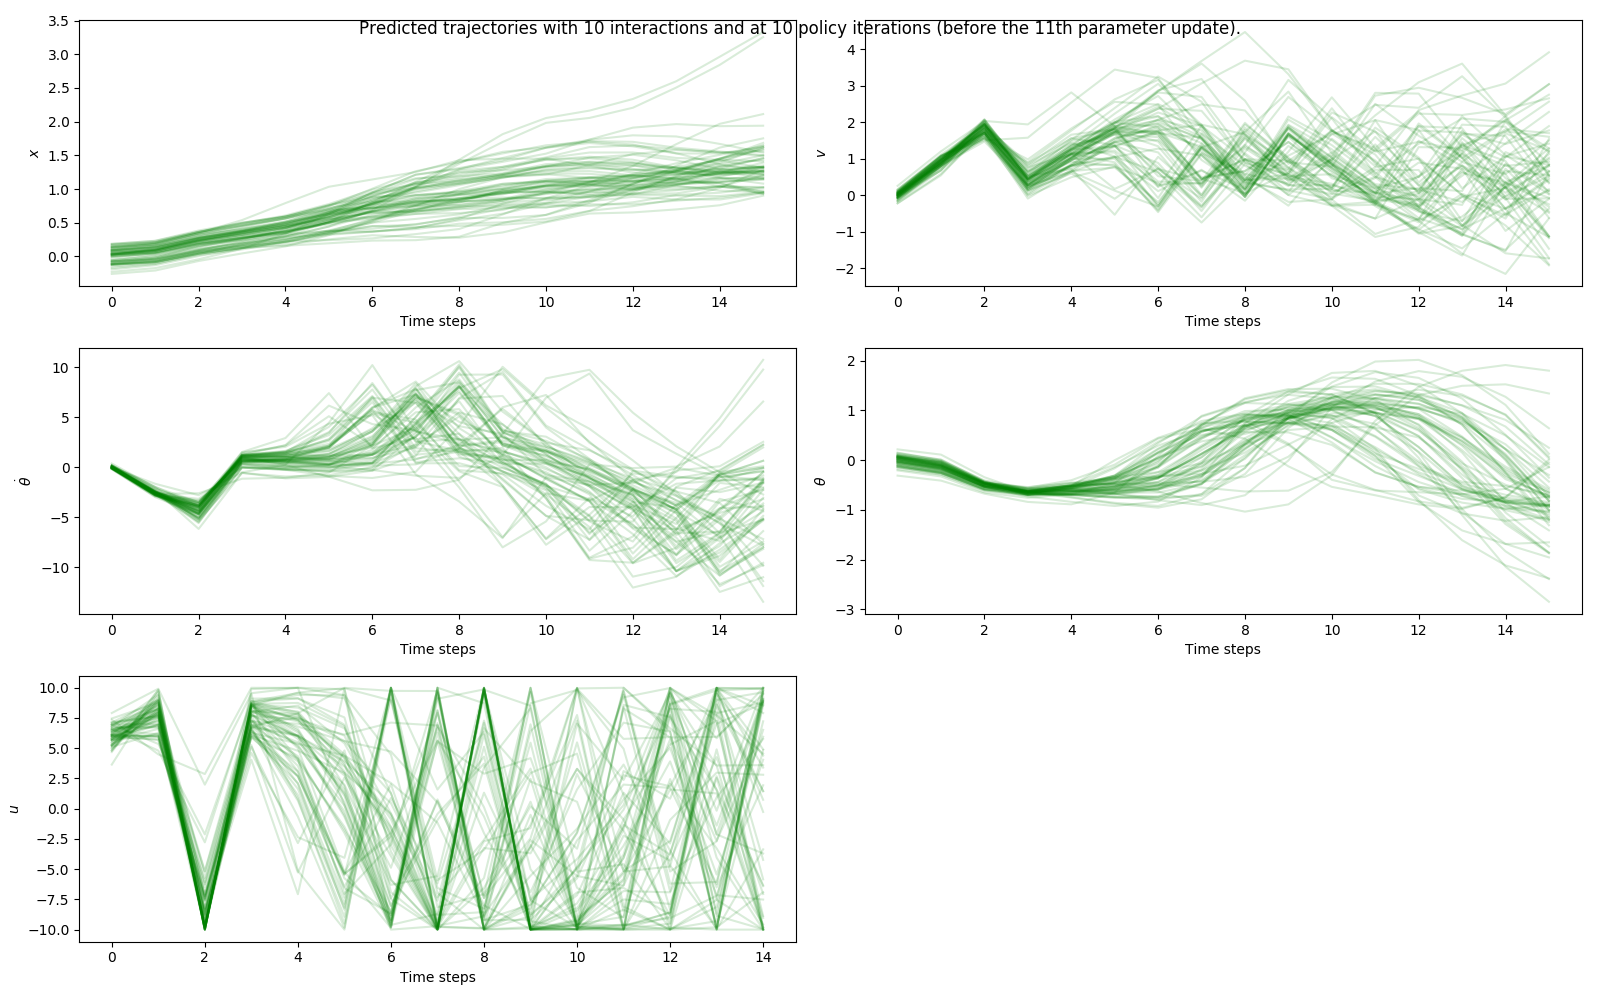 Predicted trajectories with 10 interactions and at 10 policy iterations (before the 11th parameter update).
3.5
3.0
2.5
2.0
1.5
1.0
0.5
0.0
x
0 2 4 6 8 10 12 14
Time steps
4
3
2
1
0
−1
−2
v
0 2 4 6 8 10 12 14
Time steps
10
5
0
−5
−10
θ̇
0 2 4 6 8 10 12 14
Time steps
2
1
0
−1
−2
−3
θ
0 2 4 6 8 10 12 14
Time steps
10.0
7.5
5.0
2.5
0.0
−2.5
−5.0
−7.5
−10.0
u
0 2 4 6 8 10 12 14
Time steps